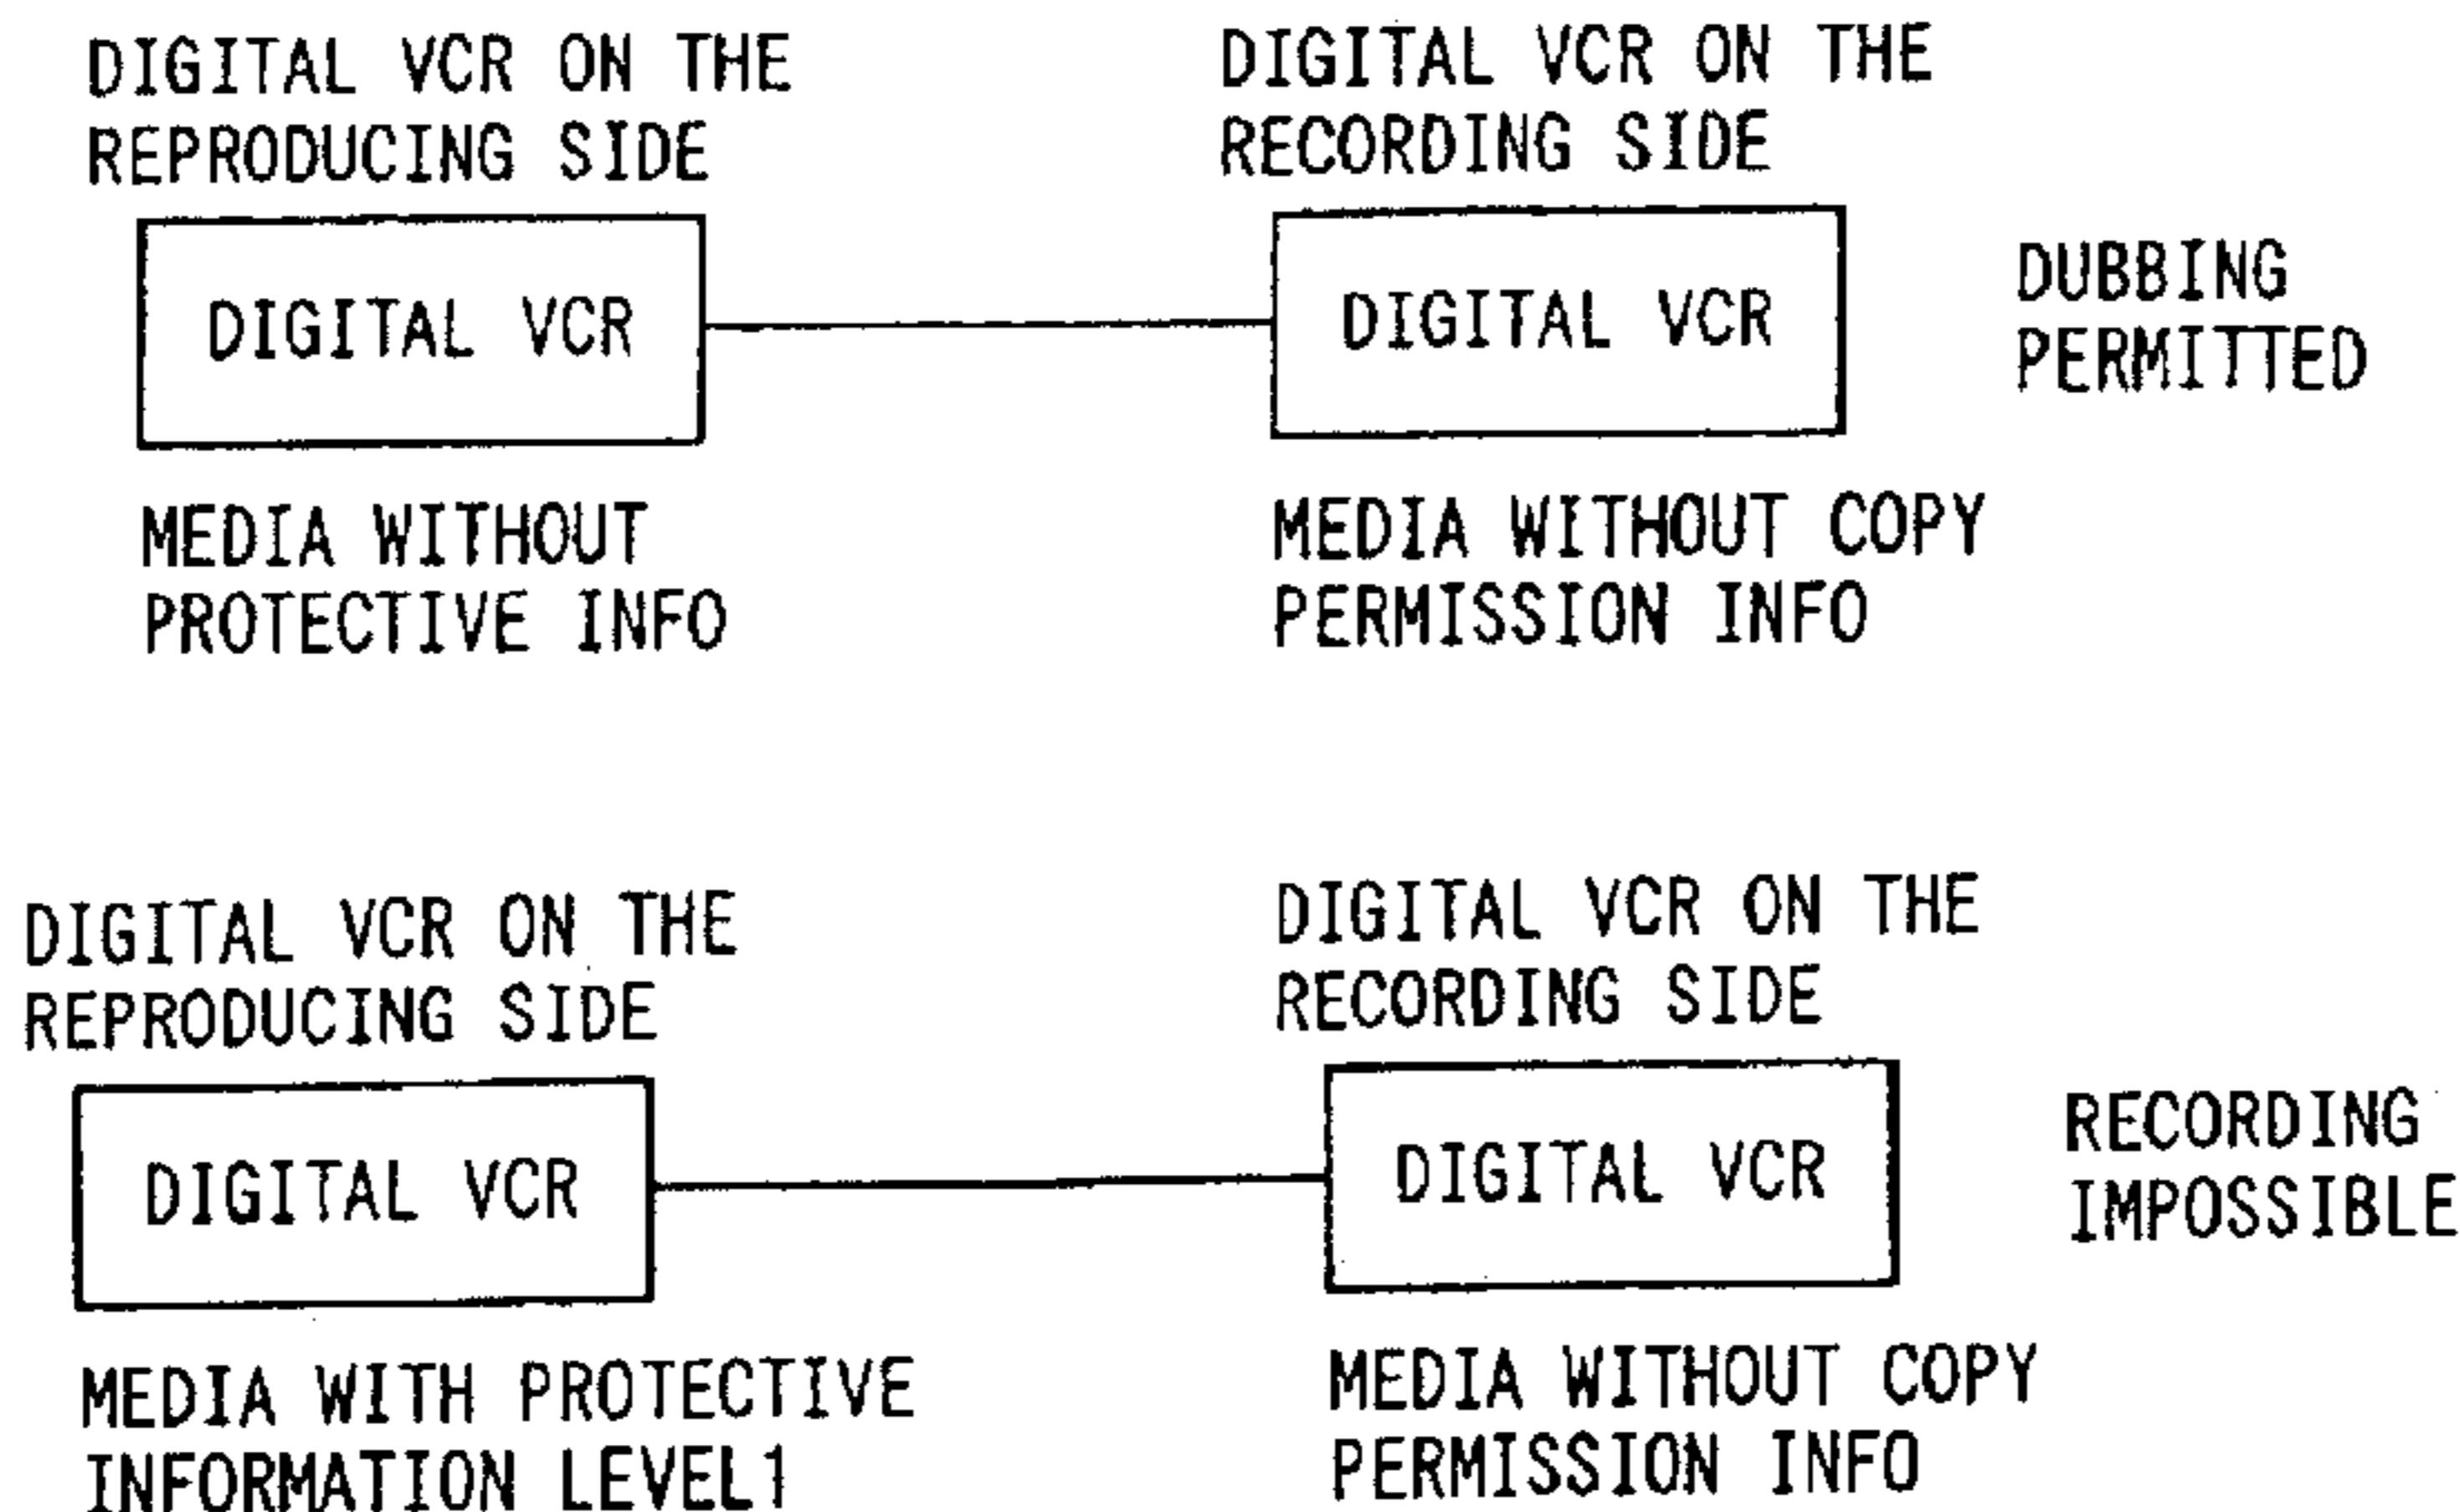 DIGITAL VCR ON THE
REPRODUCING SIDE
DIGITAL VCR ON THE
RECORDING SIDE
DIGITAL VCR
DIGITAL VCR
DUBBING
PERMITTED
MEDIA WITHOUT
PROTECTIVE INFO
MEDIA WITHOUT COPY
PERMISSION INFO
DIGITAL VCR ON THE
REPRODUCING SIDE
DIGITAL VCR ON THE
RECORDING SIDE
DIGITAL VCR
DIGITAL VCR
RECORDING
IMPOSSIBLE
MEDIA WITH PROTECTIVE
INFORMATION LEVEL1
MEDIA WITHOUT COPY
PERMISSION INFO